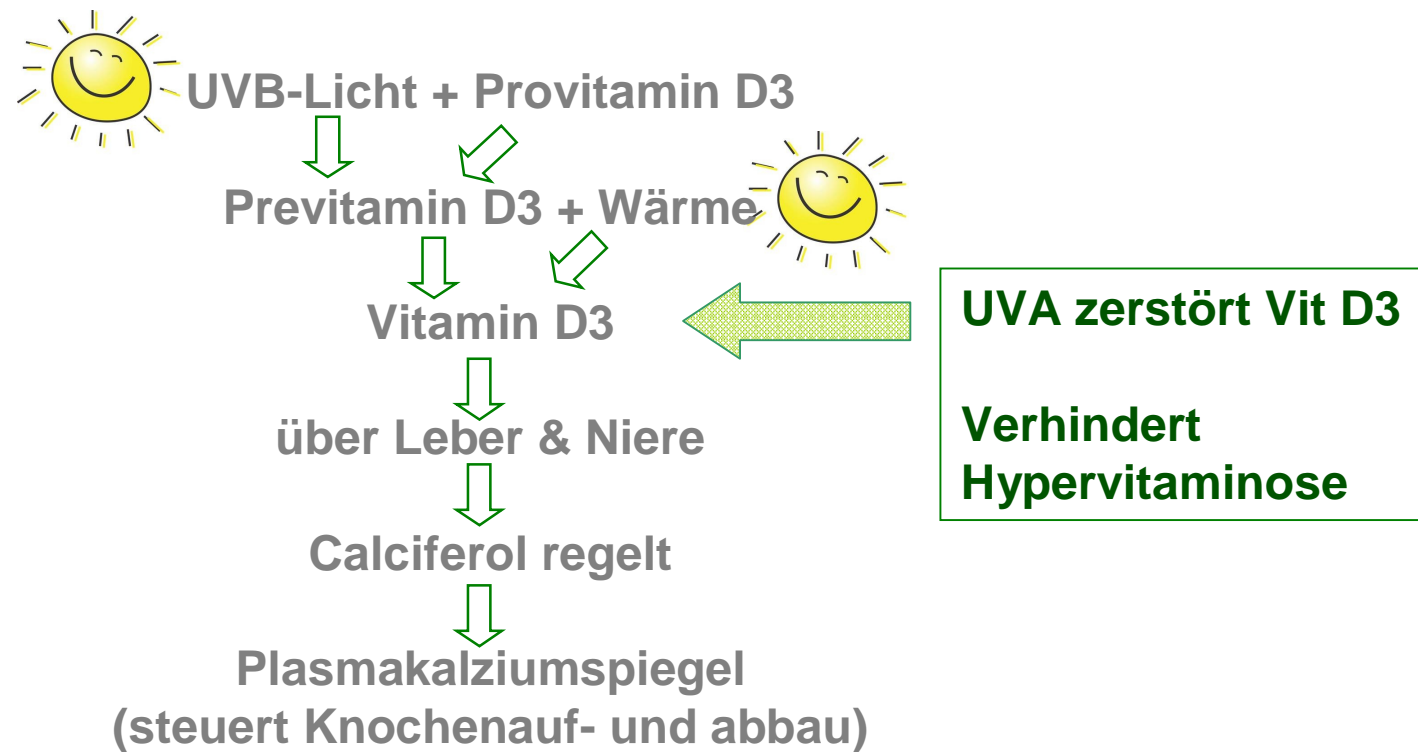 UVB-Licht + Provitamin D3
Previtamin D3 + Wärme
Vitamin D3
über Leber & Niere
Calciferol regelt
Plasmakalziumspiegel
(steuert Knochenauf- und abbau)
UVA zerstört Vit D3
Verhindert
Hypervitaminose